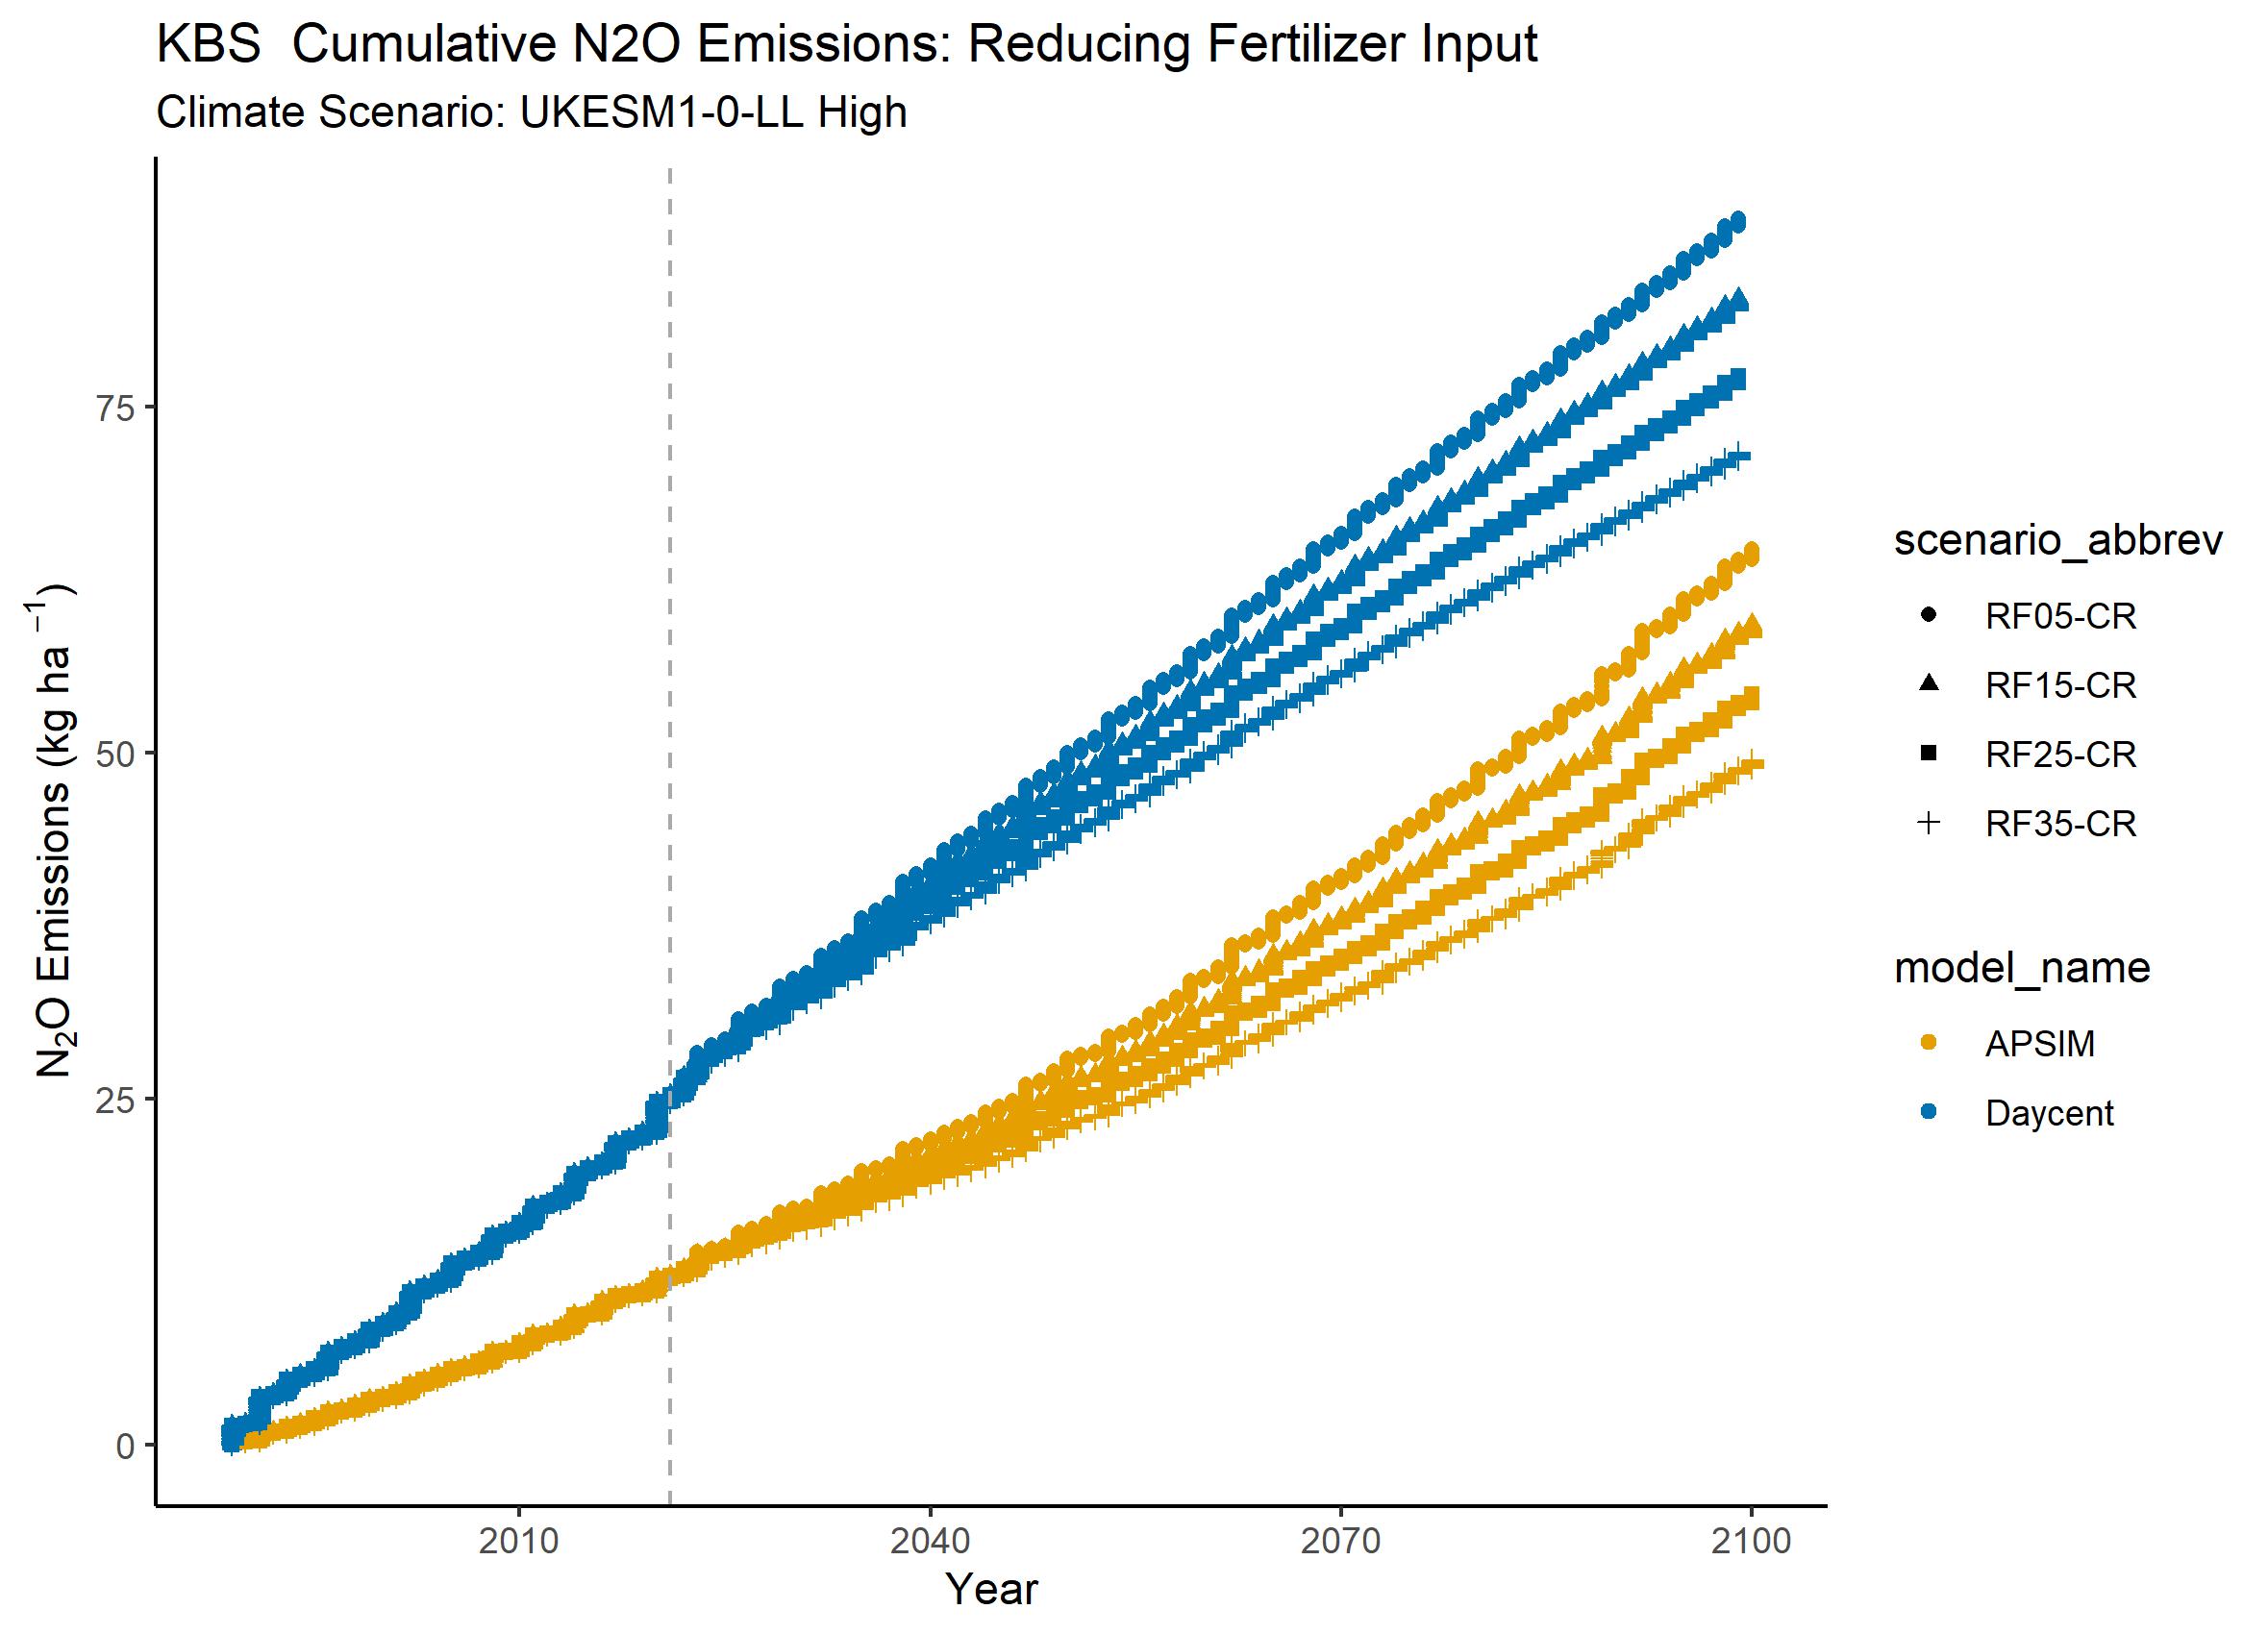 KBS  Cumulative N2O Emissions: Reducing Fertilizer Input
Climate Scenario: UKESM1-0-LL High
N₂O Emissions (kg ha ⁻¹)
75
50
25
0
2010
2040
2070
2100
Year
scenario_abbrev
RF05-CR
RF15-CR
RF25-CR
RF35-CR
model_name
APSIM
Daycent